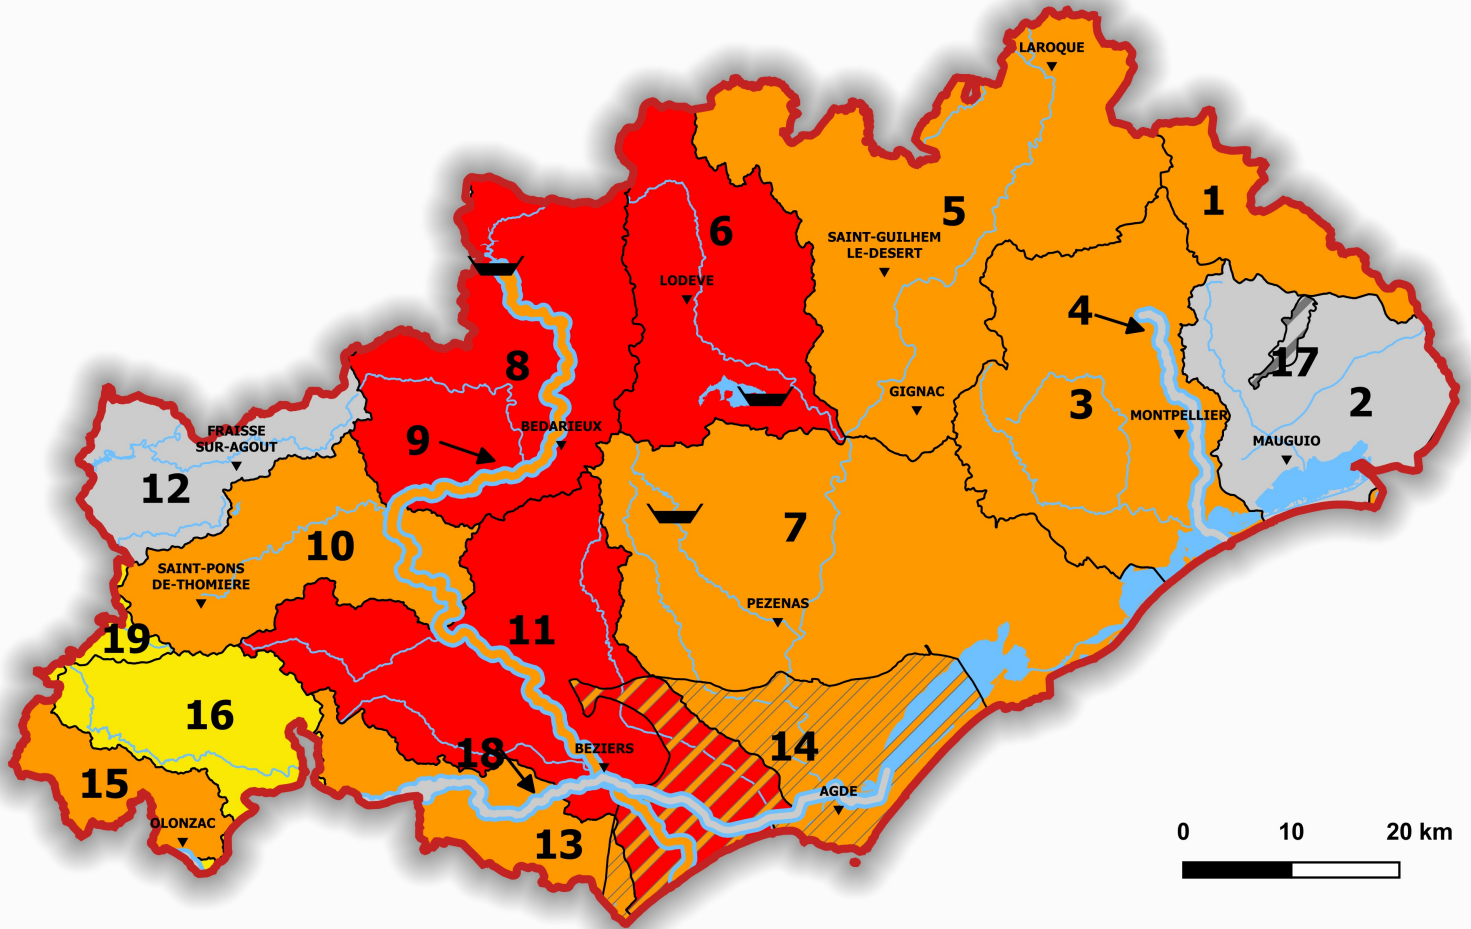 LAROQUE
1
5
6
SAINT-GUILHEM
LE-DESERT
LODEVE
4
8
17
GIGNAC
3
2
MONTPELLIER
BEDARIEUX
9
FRAISSE
SUR-AGOUT
MAUGUIO
12
7
10
SAINT-PONS
DE-THOMIERE
PEZENAS
11
19
16
14
18
BEZIERS
15
AGDE
OLONZAC
13
0 10 20 km